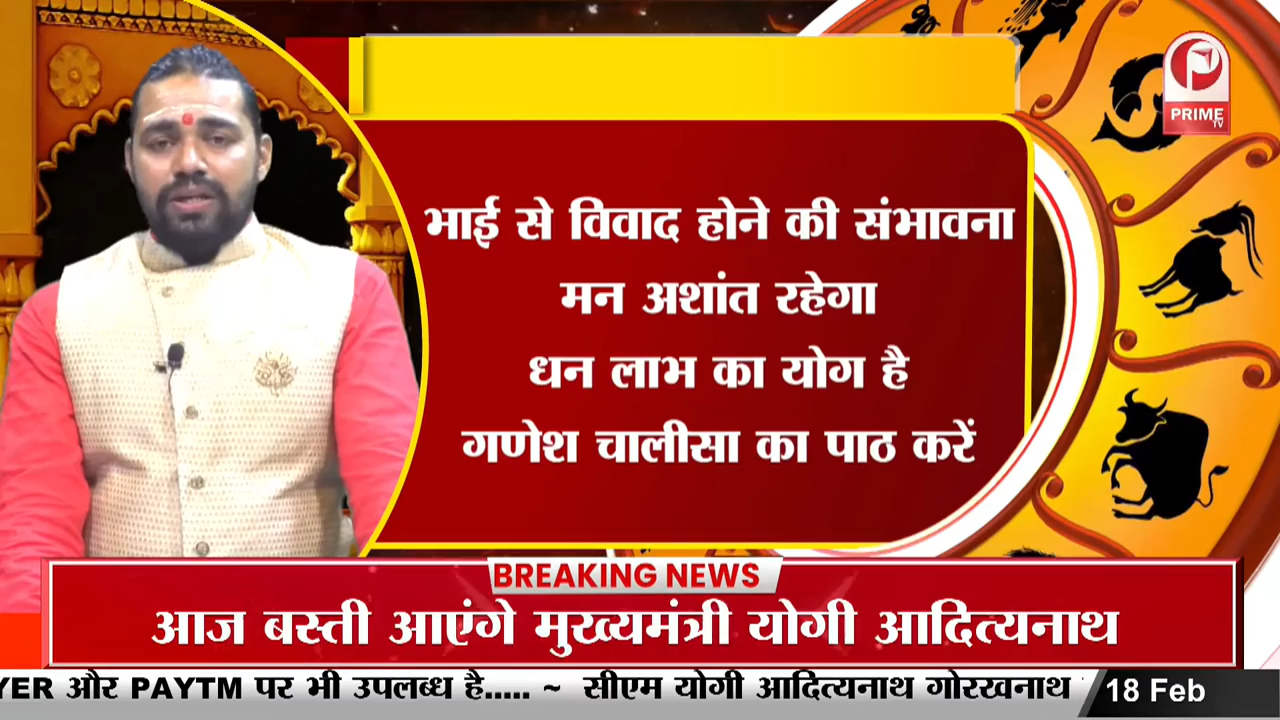 PRIME
TV
भाई से विवाद होने की संभावना
मन अशांत रहेगा
धन लाभ का योग है
गणेश चालीसा का पाठ करें
BREAKING NEWS
आज बस्ती आएंगे मुख्यमंत्री योगी आदित्यनाथ
YER और PAYTM पर भी उपलब्ध है..... ~ सीएम योगी आदित्यनाथ गोरखनाथ
18 Feb